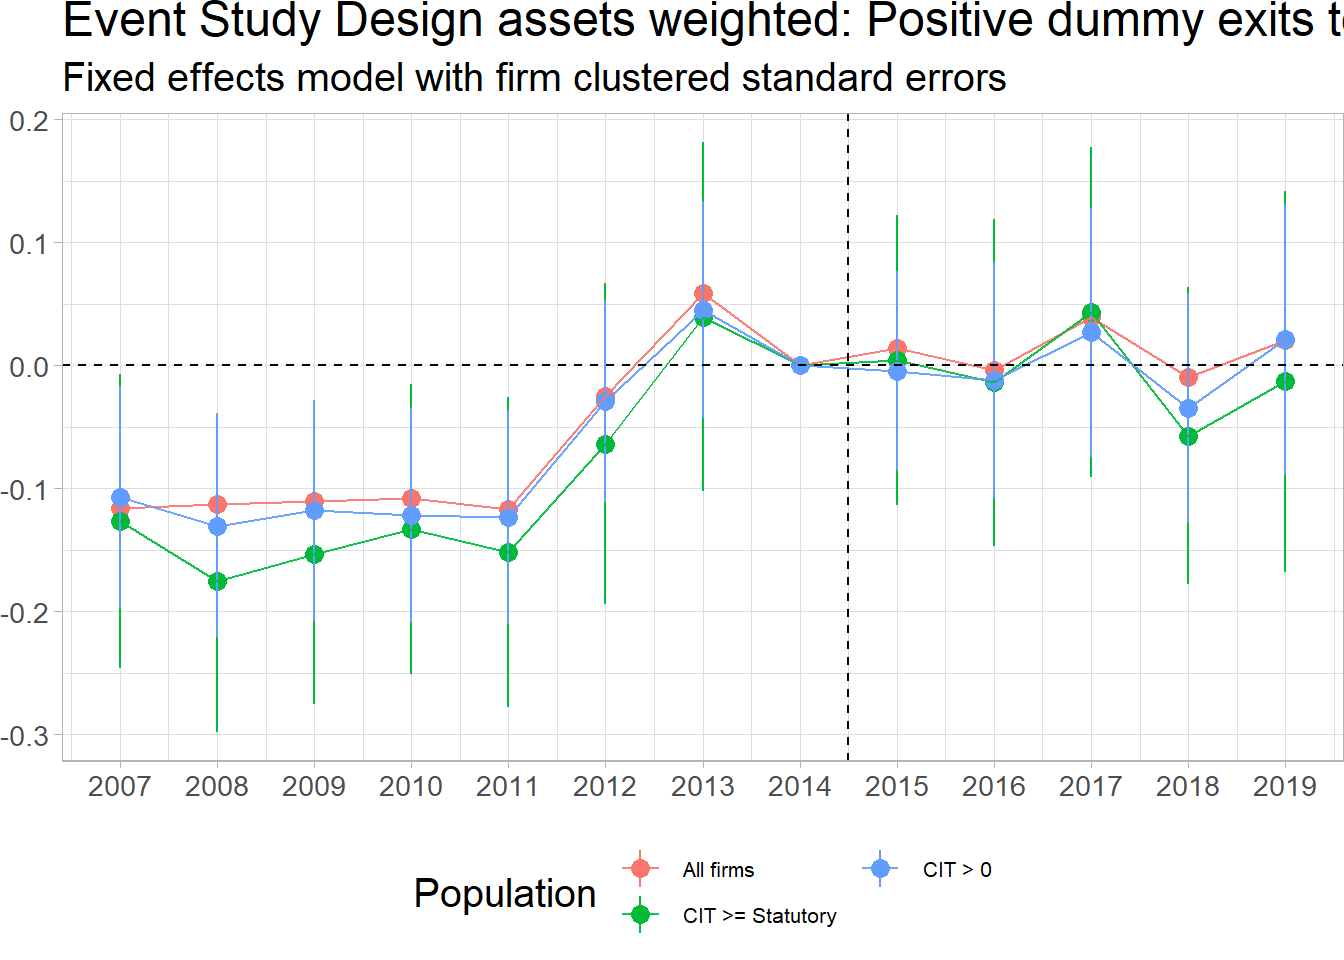 Event Study Design assets weighted: Positive dummy exits
Fixed effects model with firm clustered standard errors
0.2
0.1
0.0
-0.1
-0.2
-0.3
2007 2008 2009 2010 2011 2012 2013 2014 2015 2016 2017 2018 2019
Population
All firms
CIT > 0
CIT >= Statutory